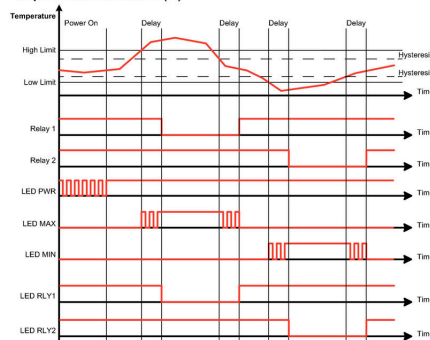 Temperature
Power On Delay Delay Delay Delay
High Limit
Hysteresi
Hysteresi
Low Limit
Tim
Relay 1
Tim
Relay 2
Tim
LED PWR
LED MAX
Tim
LED MIN
Tim
LED RLY1
Tim
LED RLY2
Tim